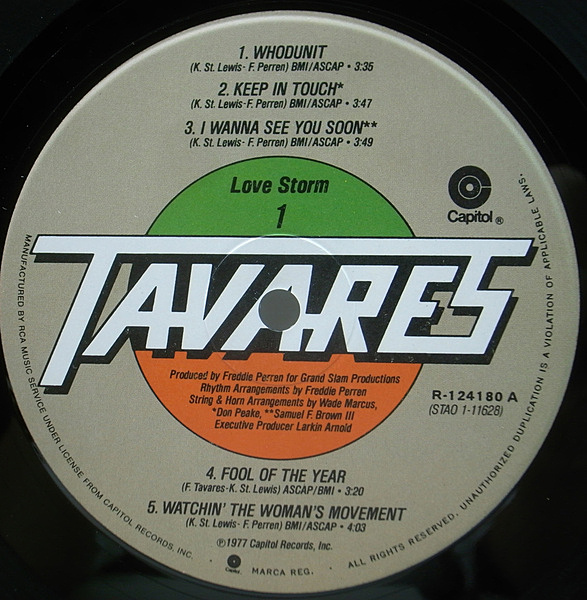 1. WHODUNIT
(K. St. Lewis- F. Perren) BMI/ASCAP • 3:35
2. KEEP IN TOUCH*
(K. St. Lewis-F. Perren) BMI/ASCAP • 3:47
3. I WANNA SEE YOU SOON**
(K. St. Lewis- F. Perren) BMI/ASCAP • 3:49
Love Storm
1
Capitol®
TAVARES
Produced by Freddie Perren for Grand Slam Productions
Rhythm Arrangements by Freddie Perren
String & Horn Arrangements by Wade Marcus,
*Don Peake, **Samuel F. Brown III
Executive Producer Larkin Arnold
R-124180 A
(STAO 1-11628)
4. FOOL OF THE YEAR
(F. Tavares-K. St. Lewis) ASCAP/BMI • 3:20
5. WATCHIN' THE WOMAN'S MOVEMENT
(K. St. Lewis- F. Perren) BMI/ASCAP • 4:03
℗1977 Capitol Records, Inc.
MANUFACTURED BY RCA MUSIC SERVICE UNDER LICENSE FROM CAPITOL RECORDS, INC. • Capitol. MARCA REG. • ALL RIGHTS RESERVED. UNAUTHORIZED DUPLICATION IS A VIOLATION OF APPLICABLE LAWS.